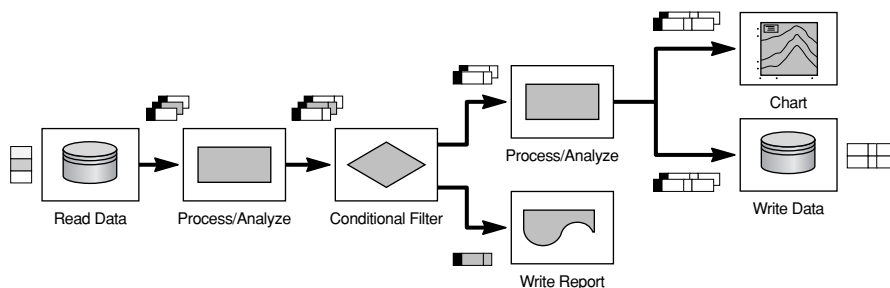 Read Data
Process/Analyze
Conditional Filter
Process/Analyze
Write Report
Chart
Write Data